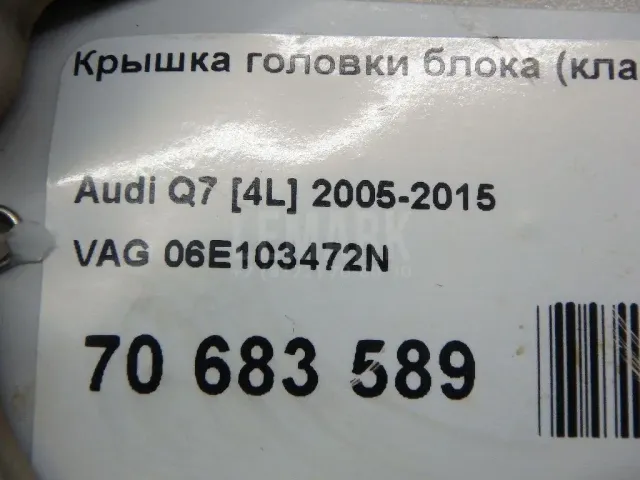 Крышка головки блока (кла
Audi Q7 [4L] 2005-2015
VAG 06E103472N
70 683 589